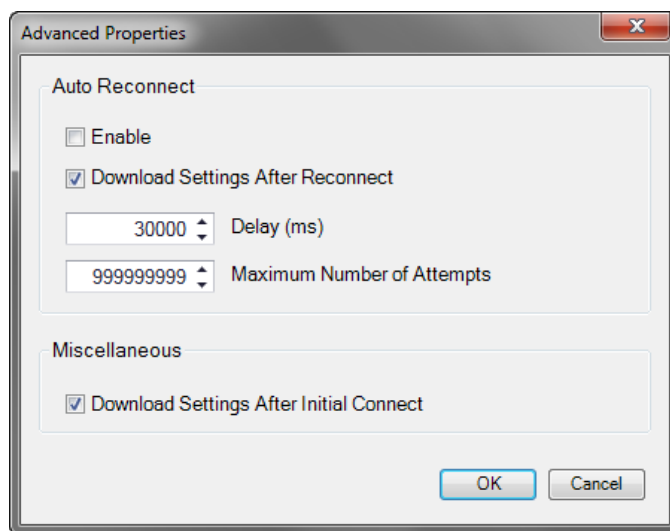 Advanced Properties
Auto Reconnect
Enable
Download Settings After Reconnect
30000 Delay (ms)
999999999 Maximum Number of Attempts
Miscellaneous
Download Settings After Initial Connect
OK Cancel